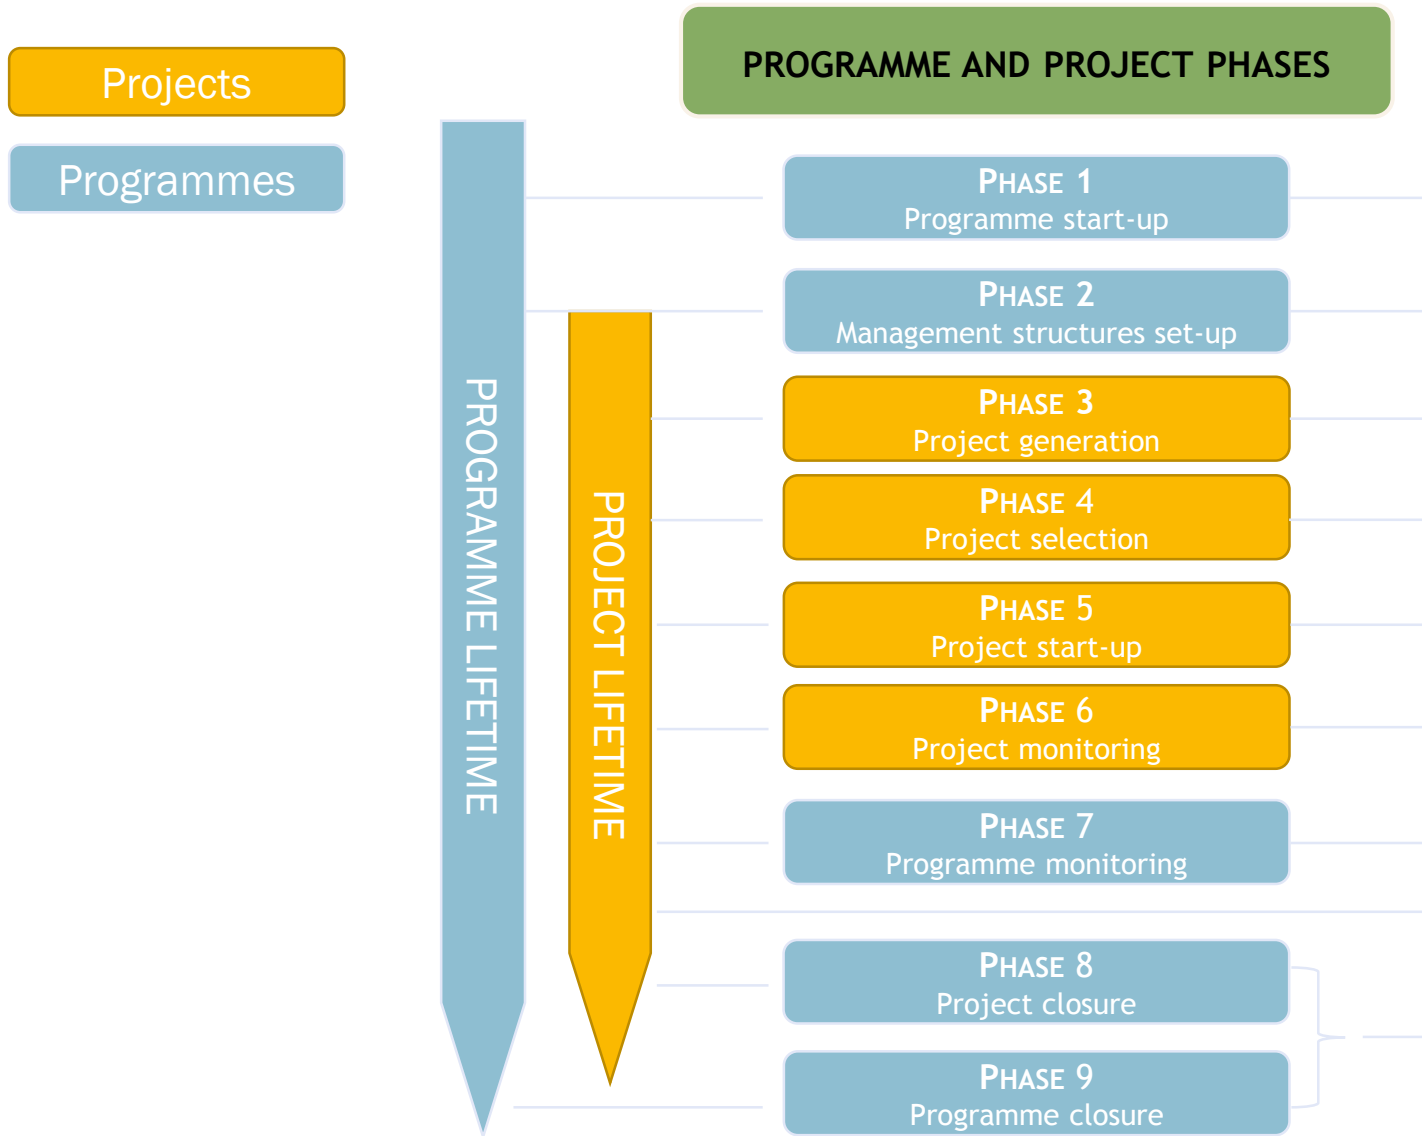 Projects
Programmes
PROGRAMME AND PROJECT PHASES
PROGRAMME LIFETIME
PROJECT LIFETIME
PHASE 1
Programme start-up
PHASE 2
Management structures set-up
PHASE 3
Project generation
PHASE 4
Project selection
PHASE 5
Project start-up
PHASE 6
Project monitoring
PHASE 7
Programme monitoring
PHASE 8
Project closure
PHASE 9
Programme closure